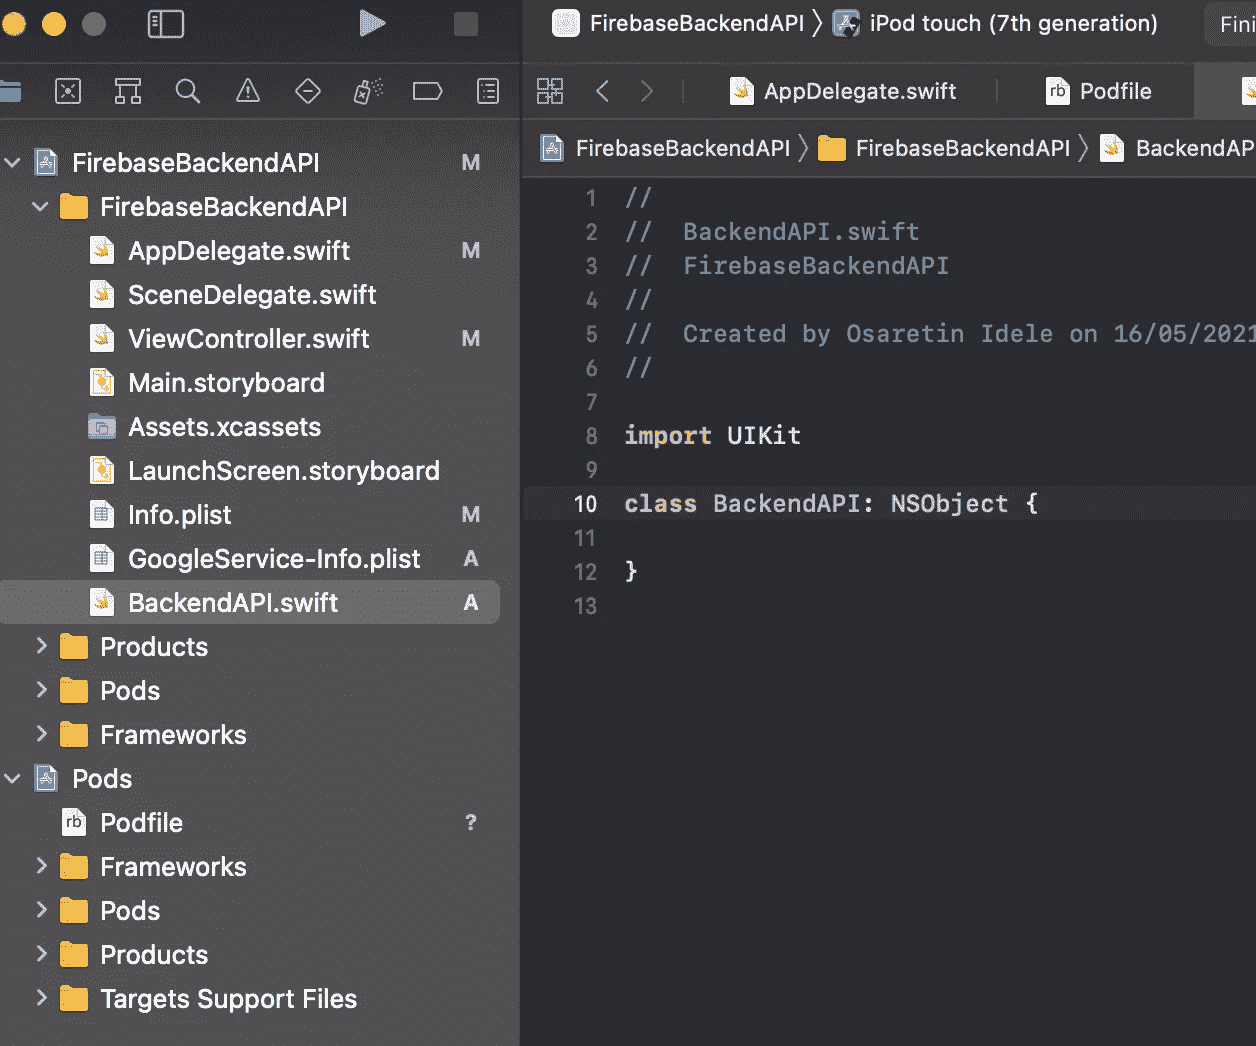 FirebaseBackendAPI 〉 iPod touch (7th generation)
Fini
AppDelegate.swift
rb Podfile
FirebaseBackendAPI 〉 FirebaseBackendAPI 〉 BackendAP
FirebaseBackendAPI M
FirebaseBackendAPI
AppDelegate.swift M
SceneDelegate.swift
ViewController.swift M
Main.storyboard
Assets.xcassets
LaunchScreen.storyboard
Info.plist M
GoogleService-Info.plist A
BackendAPI.swift A
Products
Pods
Frameworks
Pods
rb Podfile ?
Frameworks
Pods
Products
Targets Support Files
1 //
2 //  BackendAPI.swift
3 //  FirebaseBackendAPI
4 //
5 //  Created by Osaretin Idele on 16/05/2021
6 //
7
8 import UIKit
9
10 class BackendAPI: NSObject {
11
12 }
13